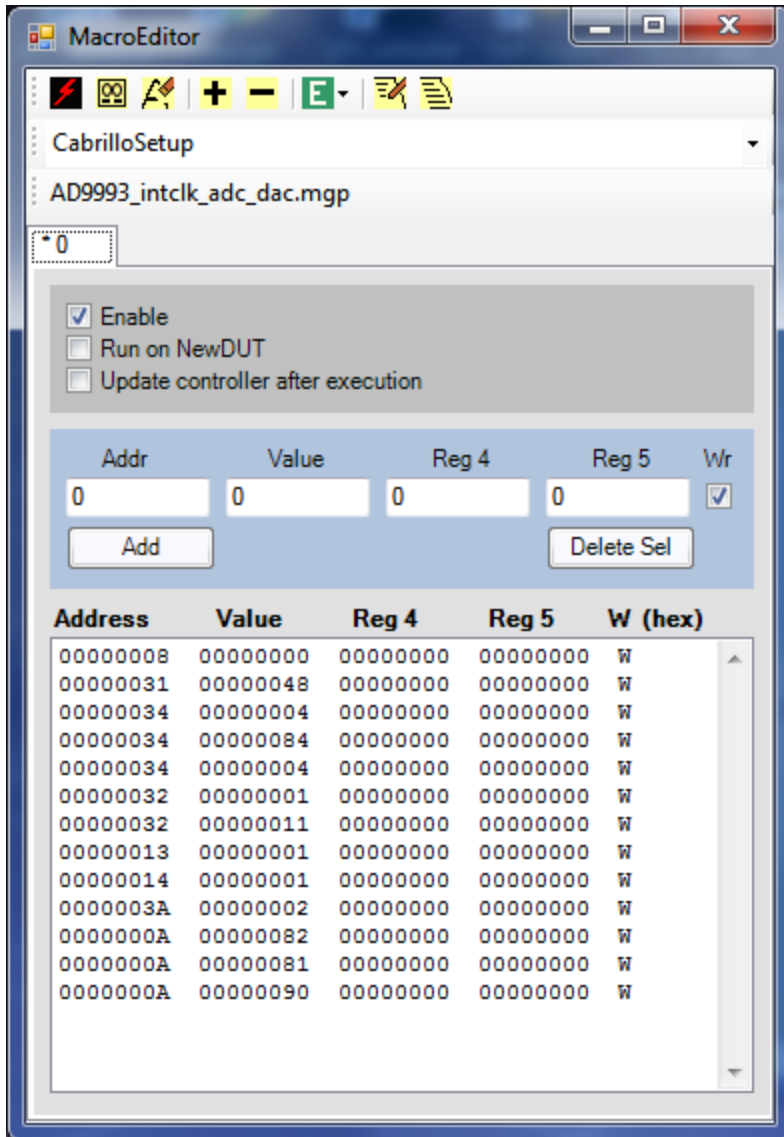 MacroEditor
E
CabrilloSetup
AD9993_intclk_adc_dac.mgp
* 0
Enable
Run on NewDUT
Update controller after execution
Addr Value Reg 4 Reg 5 Wr
0 0 0 0
Add Delete Sel
Address Value Reg 4 Reg 5 W (hex)
00000008 00000000 00000000 00000000 W
00000031 00000048 00000000 00000000 W
00000034 00000004 00000000 00000000 W
00000034 00000084 00000000 00000000 W
00000034 00000004 00000000 00000000 W
00000032 00000001 00000000 00000000 W
00000032 00000011 00000000 00000000 W
00000013 00000001 00000000 00000000 W
00000014 00000001 00000000 00000000 W
0000003A 00000002 00000000 00000000 W
0000000A 00000082 00000000 00000000 W
0000000A 00000081 00000000 00000000 W
0000000A 00000090 00000000 00000000 W